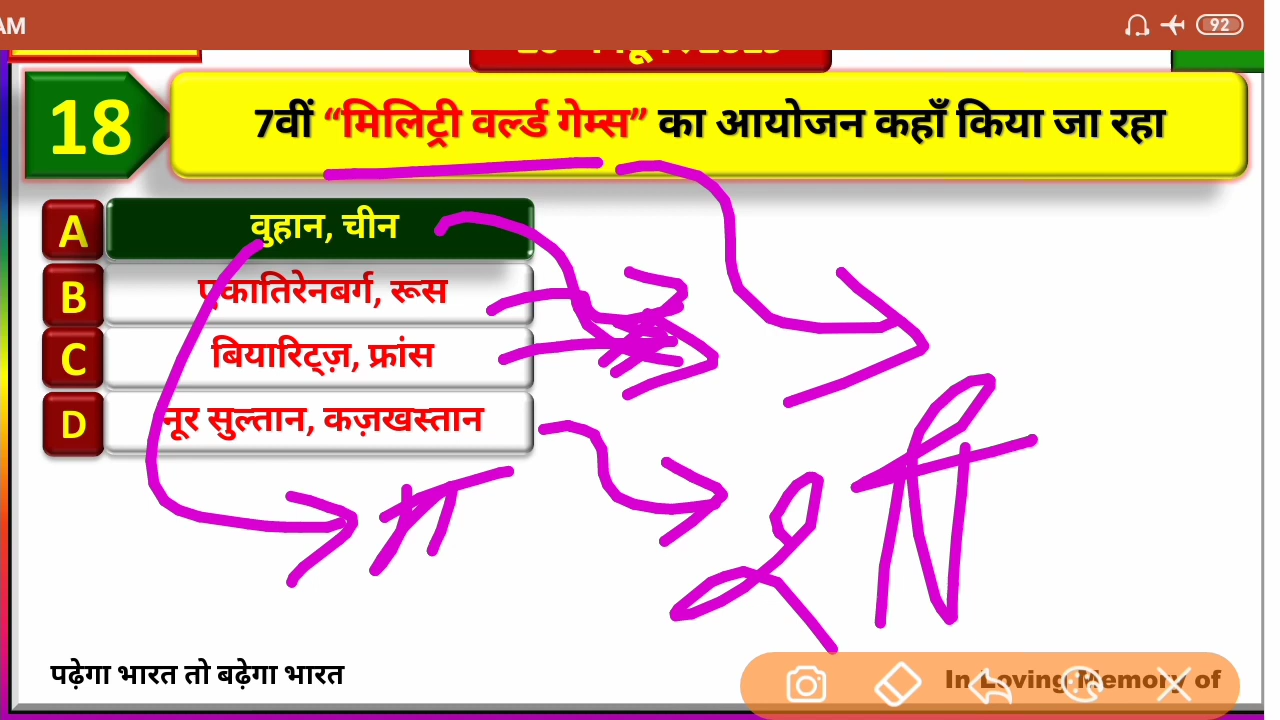 AM
92
18
7वीं “मिलिट्री वर्ल्ड गेम्स” का आयोजन कहाँ किया जा रहा
A वुहान, चीन
B एकातिरेनबर्ग, रूस
C बियारिट्ज़, फ्रांस
D नूर सुल्तान, कज़खस्तान
पढ़ेगा भारत तो बढ़ेगा भारत
In Loving Memory of